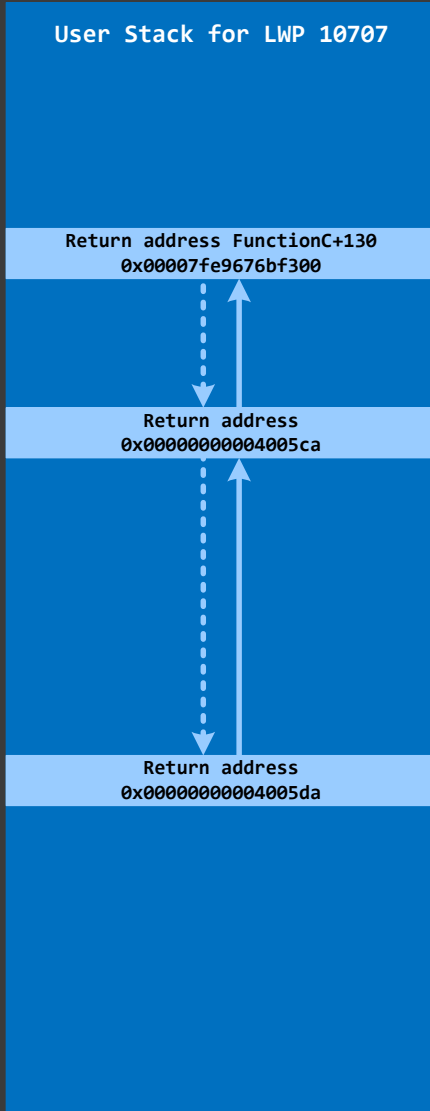 User Stack for LWP 10707
Return address FunctionC+130
0x00007fe9676bf300
Return address
0x00000000004005ca
Return address
0x00000000004005da